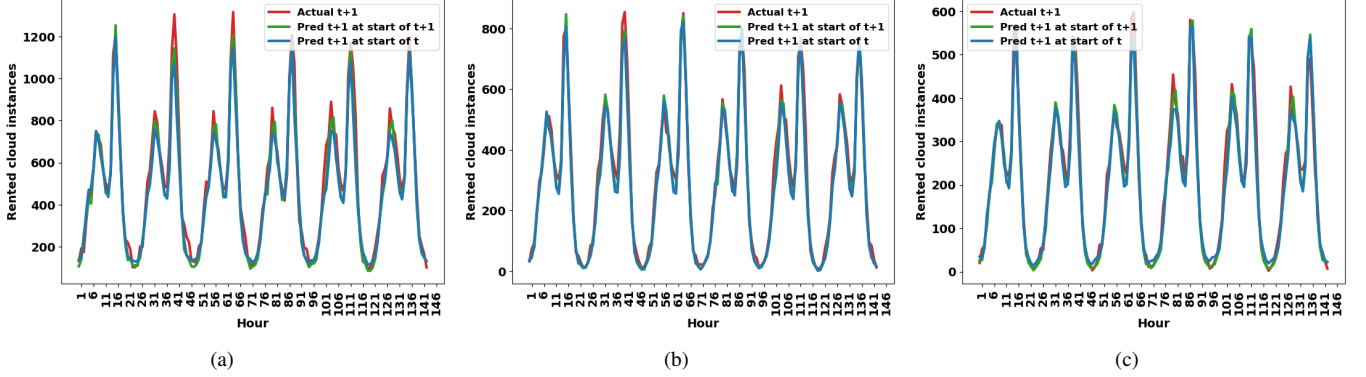 Actual t+1
Pred t+1 at start of t+1
Pred t+1 at start of t
Rented cloud instances
1200
1000
800
600
400
200
1 6 11 16 21 26 31 36 41 46 51 56 61 66 71 76 81 86 91 96 101 106 111 116 121 126 131 136 141 146
Hour
(a)
Actual t+1
Pred t+1 at start of t+1
Pred t+1 at start of t
Rented cloud instances
800
600
400
200
0
1 6 11 16 21 26 31 36 41 46 51 56 61 66 71 76 81 86 91 96 101 106 111 116 121 126 131 136 141 146
Hour
(b)
Actual t+1
Pred t+1 at start of t+1
Pred t+1 at start of t
Rented cloud instances
600
500
400
300
200
100
0
1 6 11 16 21 26 31 36 41 46 51 56 61 66 71 76 81 86 91 96 101 106 111 116 121 126 131 136 141 146
Hour
(c)